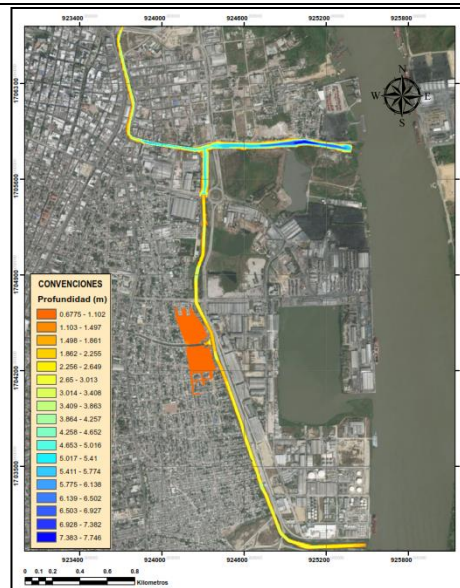 923400 924000 924600 925200 925800
N
W E
S
1706300
1705600
CONVENCIONES
Profundidad (m)
0.6775 - 1.102
1.103 - 1.497
1.498 - 1.861
1.862 - 2.255
2.256 - 2.649
2.65 - 3.013
3.014 - 3.408
3.409 - 3.863
3.864 - 4.257
4.258 - 4.652
4.653 - 5.016
5.017 - 5.41
5.411 - 5.774
5.775 - 6.138
6.139 - 6.502
6.503 - 6.927
6.928 - 7.382
7.383 - 7.746
1704200
1703500
0 0.1 0.2 0.4 0.6 0.8
Kilometros
923400 924000 924600 925200 925800